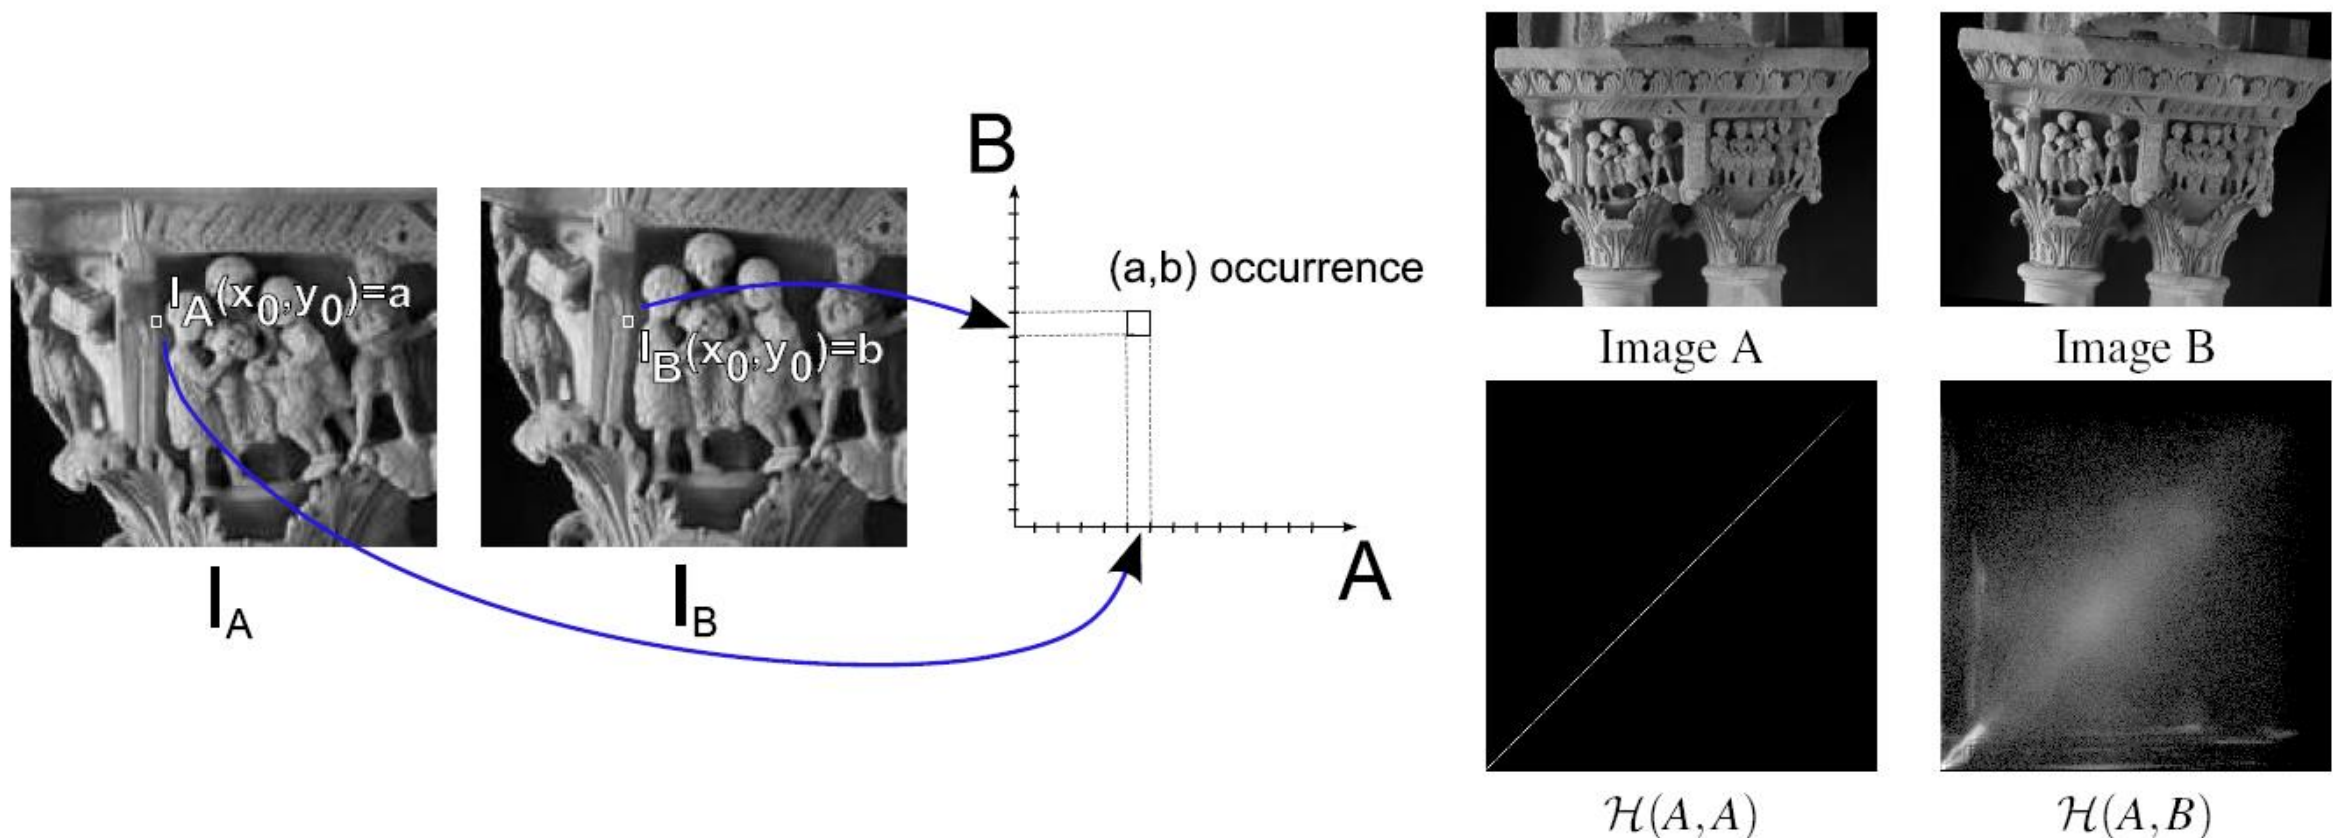 I_A(x_0,y_0)=a
I_B(x_0,y_0)=b
I_A
I_B
B
(a,b) occurrence
A
Image A
Image B
ℋ(A, A)
ℋ(A, B)